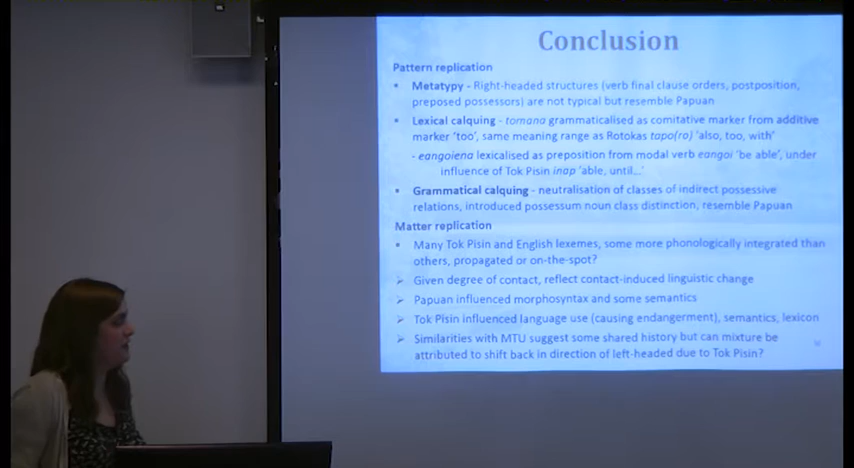 Conclusion
Pattern replication
▪ Metatypy - Right-headed structures (verb final clause orders, postposition,
preposed possessors) are not typical but resemble Papuan
▪ Lexical calquing - tomana grammaticalised as comitative marker from additive
marker 'too', same meaning range as Rotokas tapo(ro) 'also, too, with'
- eangoiena lexicalised as preposition from modal verb eangoi 'be able', under
influence of Tok Pisin inap 'able, until...'
▪ Grammatical calquing - neutralisation of classes of indirect possessive
relations, introduced possessum noun class distinction, resemble Papuan
Matter replication
▪ Many Tok Pisin and English lexemes, some more phonologically integrated than
others, propagated or on-the-spot?
➢ Given degree of contact, reflect contact-induced linguistic change
➢ Papuan influenced morphosyntax and some semantics
➢ Tok Pisin influenced language use (causing endangerment), semantics, lexicon
➢ Similarities with MTU suggest some shared history but can mixture be
attributed to shift back in direction of left-headed due to Tok Pisin?